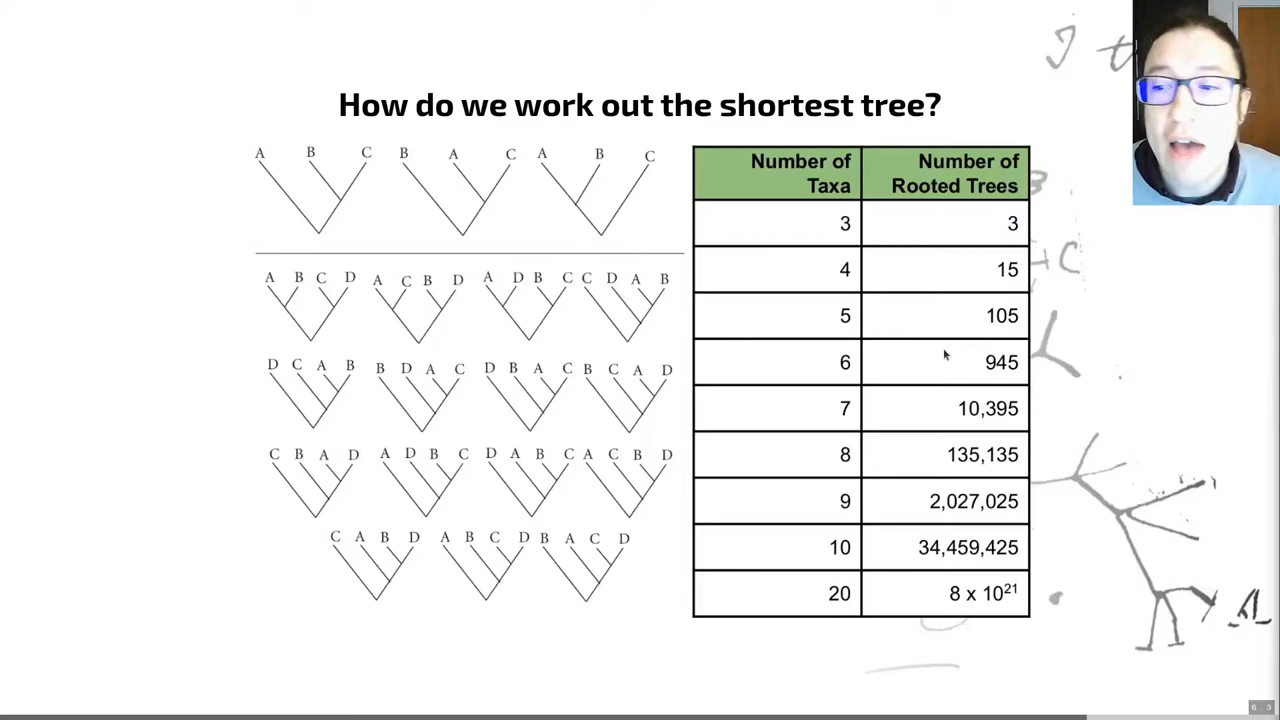 How do we work out the shortest tree?
A B C B A C A B C
A B C D A C B D A D B C C D A B
D C A B B D A C D B A C B C A D
C B A D A D B C D A B C A C B D
C A B D A B C D B A C D
Number of Taxa Number of Rooted Trees
3 3
4 15
5 105
6 945
7 10,395
8 135,135
9 2,027,025
10 34,459,425
20 8 x 10²¹